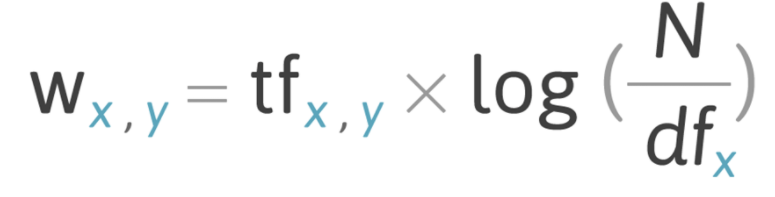 w_{x,y} = tf_{x,y} × log (N / df_x)